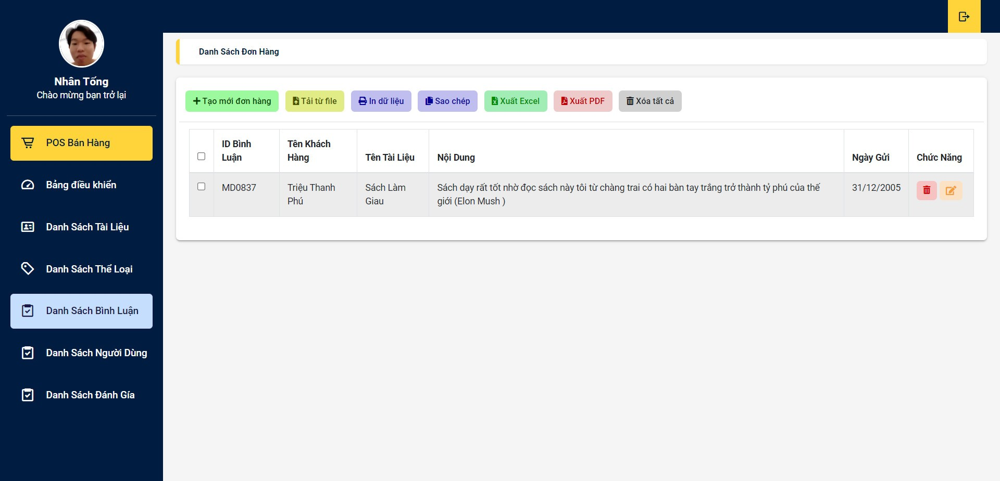 Nhân Tống
Chào mừng bạn trở lại
POS Bán Hàng
Bảng điều khiển
Danh Sách Tài Liệu
Danh Sách Thể Loại
Danh Sách Bình Luận
Danh Sách Người Dùng
Danh Sách Đánh Gía
Danh Sách Đơn Hàng
Tạo mới đơn hàng
Tải từ file
In dữ liệu
Sao chép
Xuất Excel
Xuất PDF
Xóa tất cả
ID Bình
Luận
Tên Khách
Hàng
Tên Tài Liệu
Nội Dung
Ngày Gửi
Chức Năng
MD0837
Triệu Thanh
Phú
Sách Làm
Giau
Sách dạy rất tốt nhờ đọc sách này tôi từ chàng trai có hai bàn tay trắng trở thành tỷ phú của thế
giới (Elon Mush )
31/12/2005